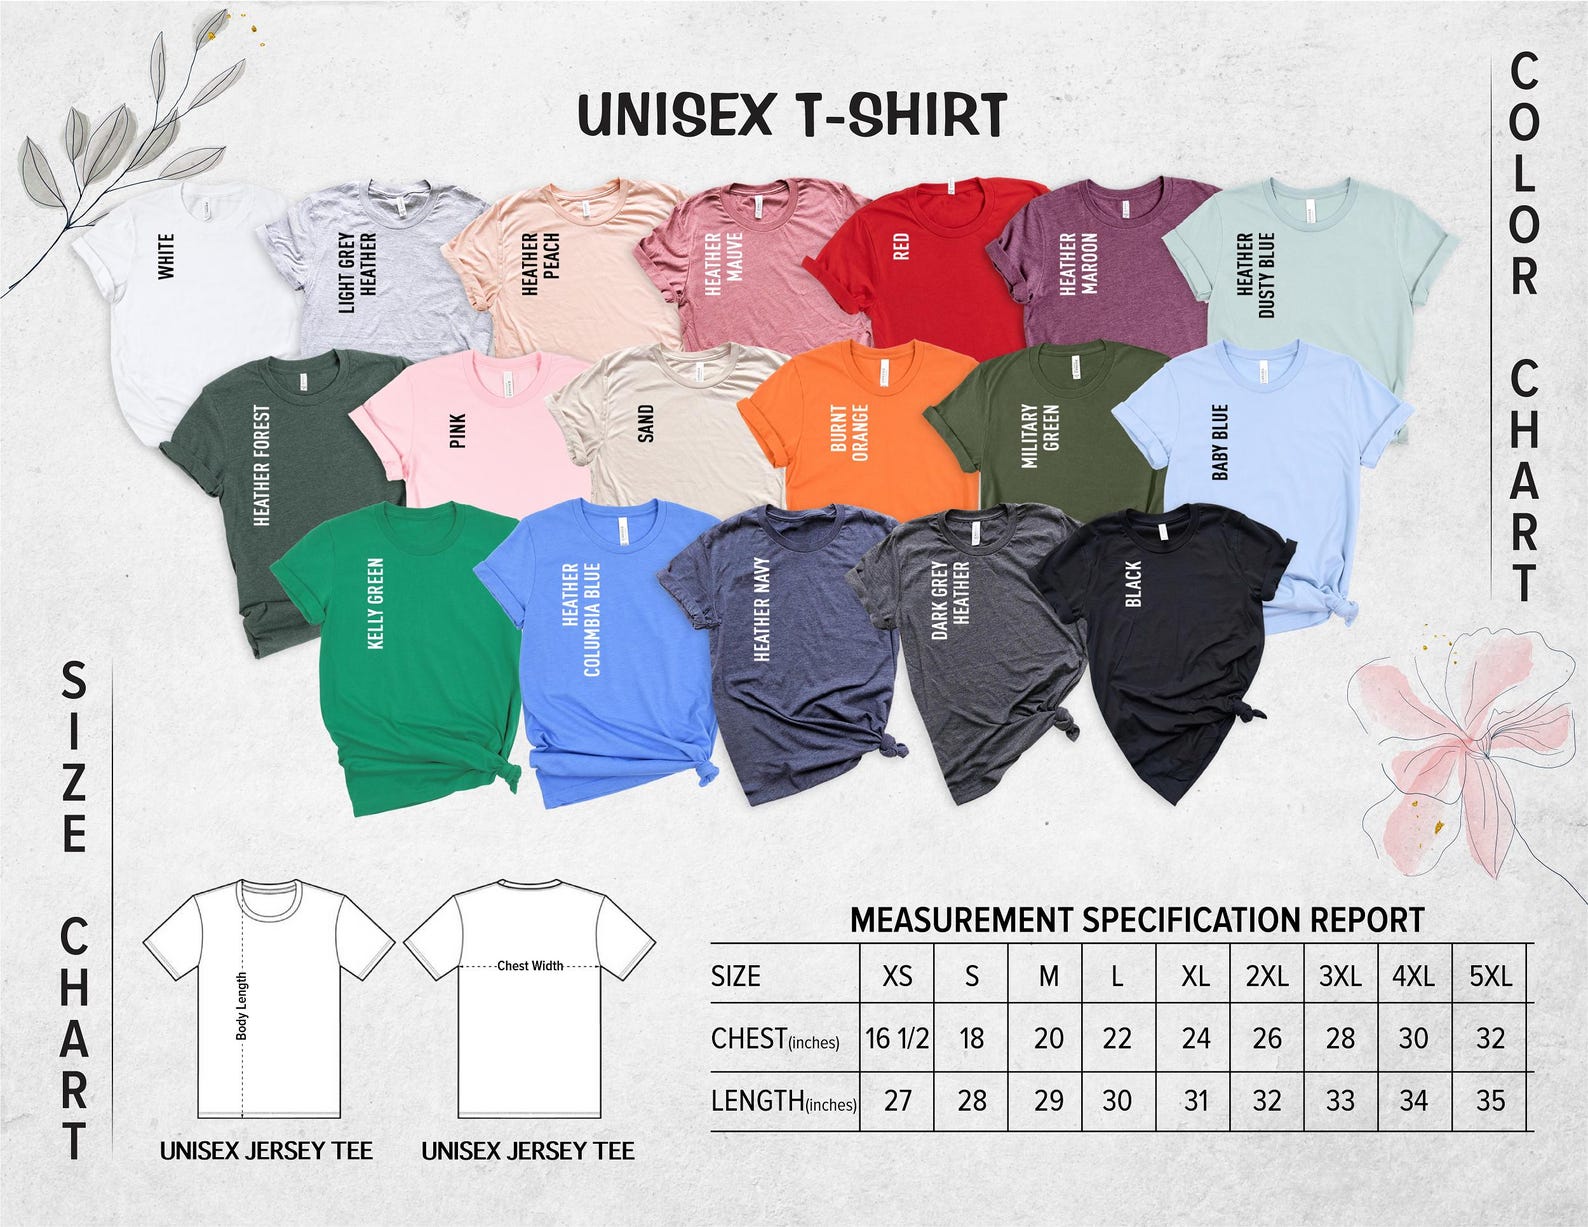 UNISEX T-SHIRT
COLOR CHART
WHITE
LIGHT GREY
HEATHER
HEATHER
PEACH
HEATHER
MAUVE
RED
HEATHER
MAROON
HEATHER
DUSTY BLUE
HEATHER FOREST
PINK
SAND
BURNT
ORANGE
MILITARY
GREEN
BABY BLUE
KELLY GREEN
HEATHER
COLUMBIA BLUE
HEATHER NAVY
DARK GREY
HEATHER
BLACK
SIZE CHART
Body Length
Chest Width
UNISEX JERSEY TEE
UNISEX JERSEY TEE
MEASUREMENT SPECIFICATION REPORT
SIZE XS S M L XL 2XL 3XL 4XL 5XL
CHEST(inches) 16 1/2 18 20 22 24 26 28 30 32
LENGTH(inches) 27 28 29 30 31 32 33 34 35